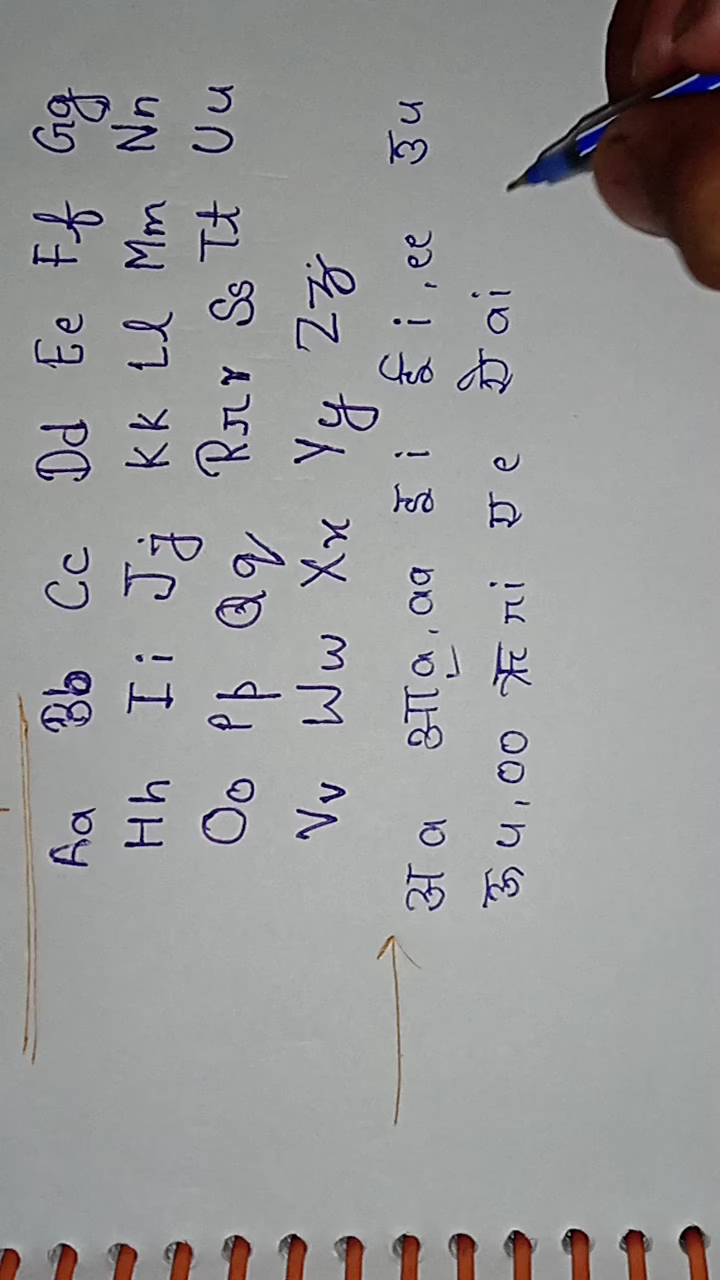 Aa Bb Cc Dd Ee Ff Gg
Hh Ii Jj Kk Ll Mm Nn
Oo Pp Qq Rr r Ss Tt Uu
Vv Ww Xx Yy Zz
अ a आ a, aa इ i ई i, ee उ u
ऊ u, oo ऋ ri ए e ऐ ai